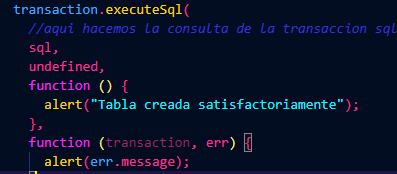 transaction.executeSql(
//aqui hacemos la consulta de la transaccion sql
sql,
undefined,
function () {
alert("Tabla creada satisfactoriamente");
},
function (transaction, err) {
alert(err.message);